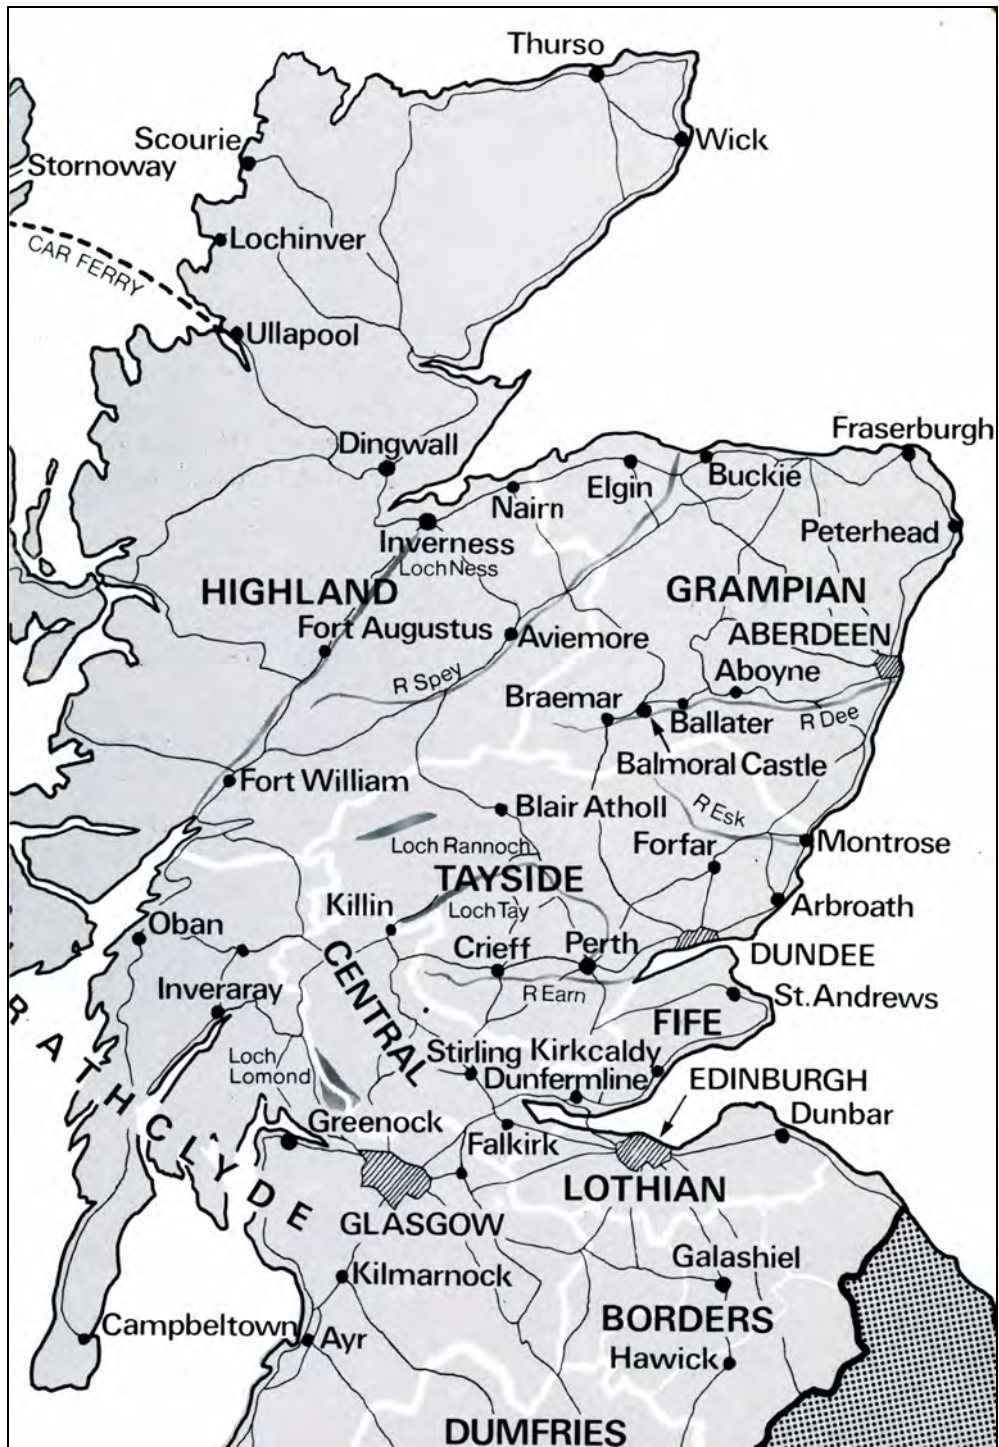 Thurso
Scourie
Wick
Stornoway
Lochinver
CAR FERRY
Ullapool
Fraserburgh
Dingwall
Buckie
Elgin
Nairn
Peterhead
Inverness
Loch Ness
HIGHLAND
GRAMPIAN
Fort Augustus
Aviemore
ABERDEEN
Aboyne
R Spey
Braemar
Ballater
R Dee
Balmoral Castle
Fort William
Blair Atholl
R Esk
Loch Rannoch
Forfar
Montrose
TAYSIDE
Killin
Loch Tay
Arbroath
Oban
Crieff
Perth
DUNDEE
CENTRAL
Inveraray
R Earn
St. Andrews
FIFE
Loch
Lomond
Stirling
Kirkcaldy
Dunfermline
EDINBURGH
Dunbar
Greenock
Falkirk
RATHCLYDE
LOTHIAN
GLASGOW
Galashiel
Kilmarnock
BORDERS
Campbeltown
Ayr
Hawick
DUMFRIES